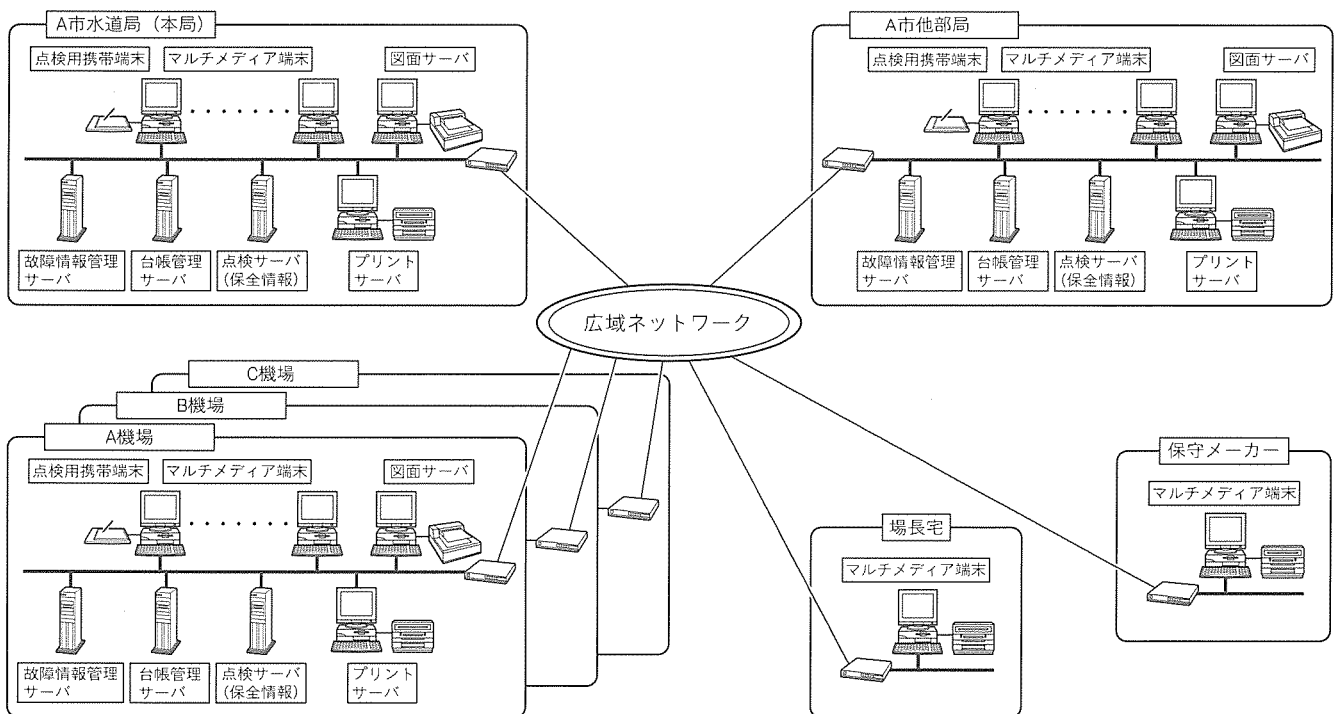 A市水道局（本局）
点検用携帯端末
マルチメディア端末
図面サーバ
故障情報管理
サーバ
台帳管理
サーバ
点検サーバ
(保全情報)
プリント
サーバ
A市他部局
点検用携帯端末
マルチメディア端末
図面サーバ
故障情報管理
サーバ
台帳管理
サーバ
点検サーバ
(保全情報)
プリント
サーバ
広域ネットワーク
C機場
B機場
A機場
点検用携帯端末
マルチメディア端末
図面サーバ
故障情報管理
サーバ
台帳管理
サーバ
点検サーバ
(保全情報)
プリント
サーバ
場長宅
マルチメディア端末
保守メーカー
マルチメディア端末